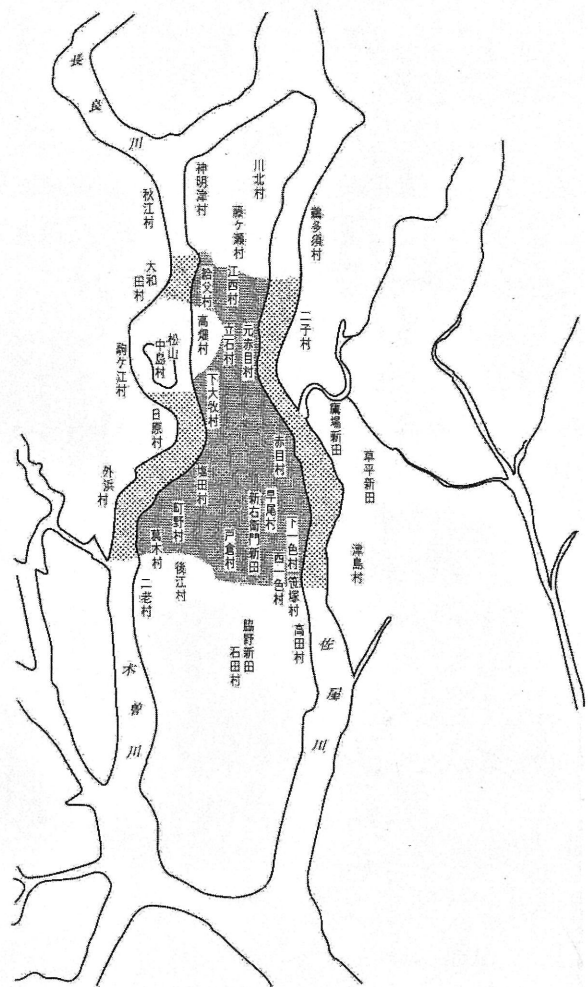 長良川
川北村
神明津村
秋江村
藤ケ瀬村
鵜多須村
大和田村
給父村
江西村
二子村
高畑村
立石村
元赤目村
松山中島村
駒ケ江村
下大牧村
鷹場新田
日原村
赤目村
草平新田
外浜村
塩田村
早尾村
新右衛門新田
町野村
下一色村
津島村
戸倉村
西一色村
葛木村
後江村
笹塚村
二老村
高田村
脇野新田
石田村
佐屋川
木曽川